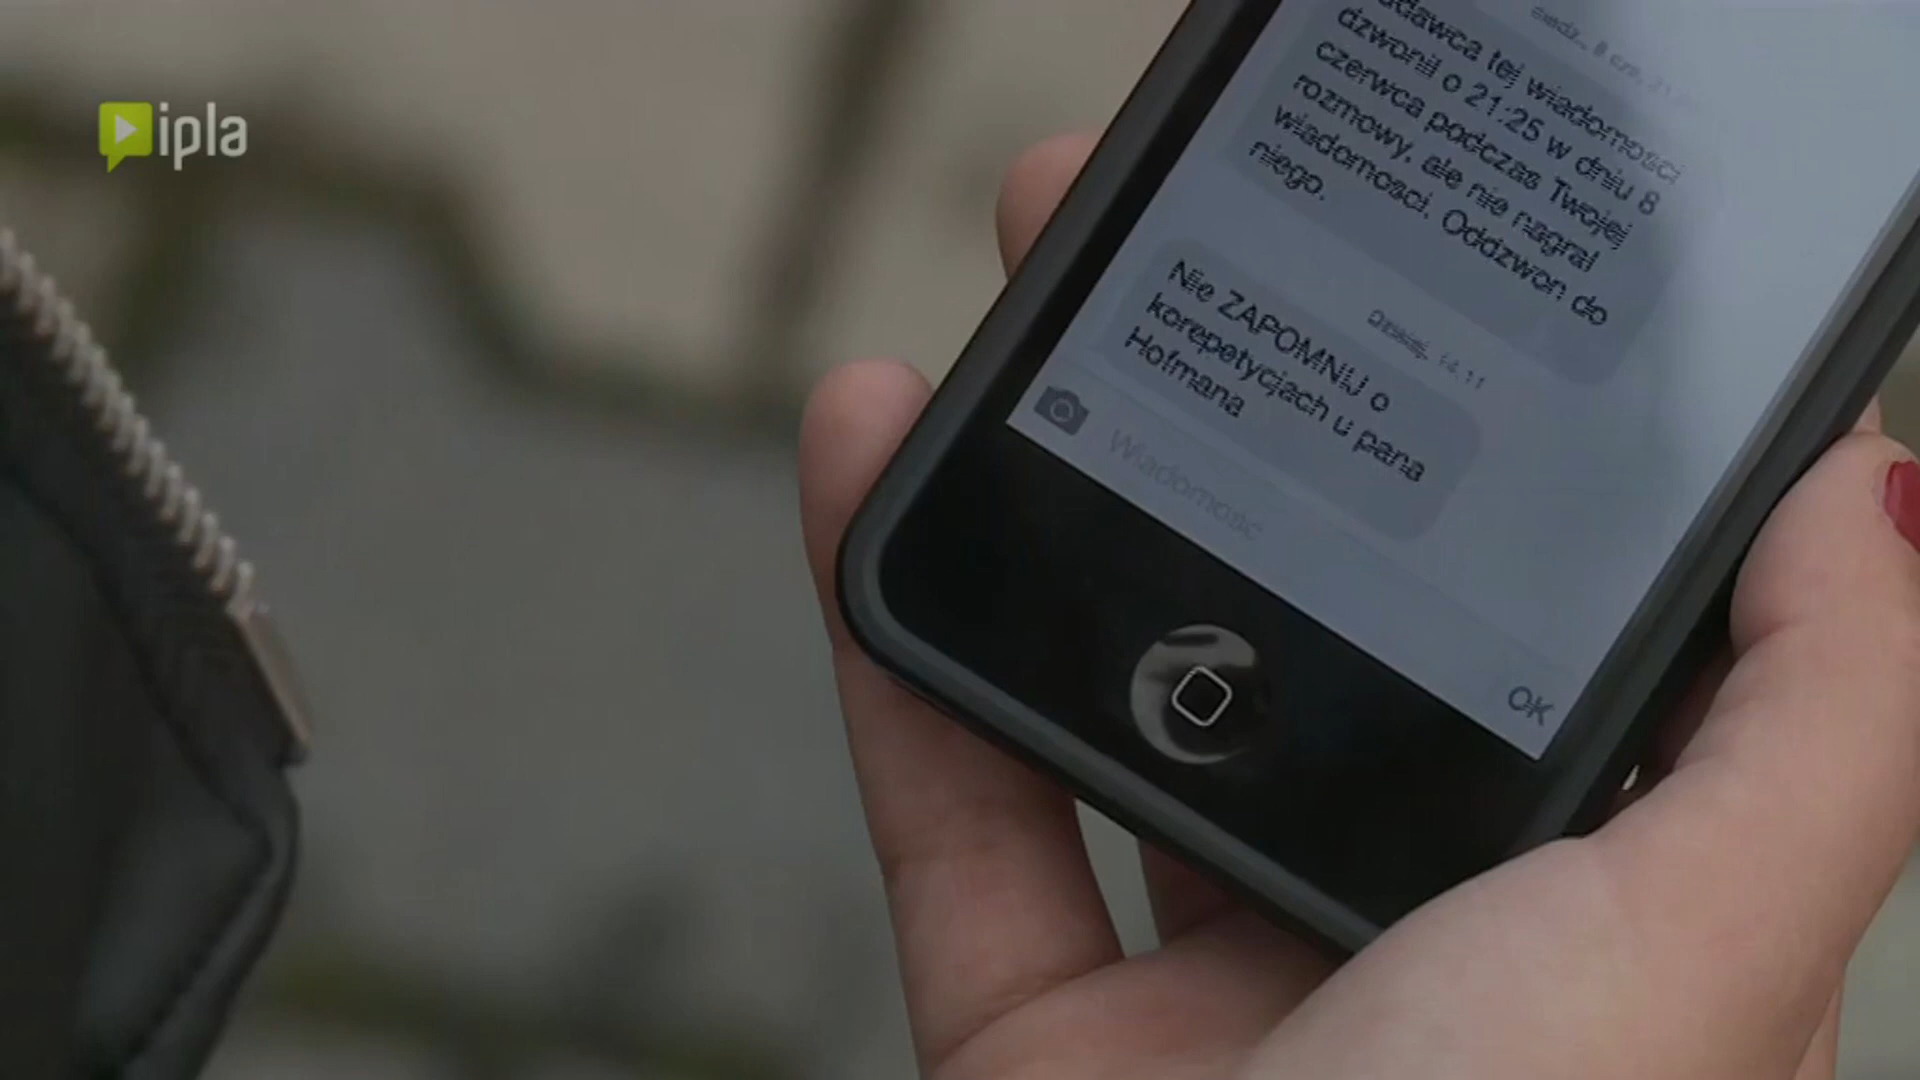 ipla
tej wiadomości
dzwonił o 21:25 w dniu 8
czerwca podczas Twojej
rozmowy, ale nie nagrał
wiadomości. Oddzwoń do
niego.
Dzisiaj, 14:11
Nie ZAPOMNIJ o
korepetycjach u pana
Hofmana
Wiadomość
OK